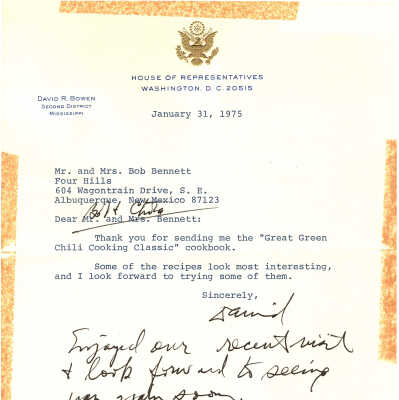 HOUSE OF REPRESENTATIVES
WASHINGTON, D. C. 20515
DAVID R. BOWEN
SECOND DISTRICT
MISSISSIPPI
January 31, 1975
Mr. and Mrs. Bob Bennett
Four Hills
604 Wagontrain Drive, S. E.
Albuquerque, New Mexico 87123
Bob &
Dear Mr. and Mrs. Bennett:
Thank you for sending me the "Great Green
Chili Cooking Classic" cookbook.
Some of the recipes look most interesting,
and I look forward to trying some of them.
Sincerely,
David
Enjoyed our recent visit
& look forward to seeing
you again soon.